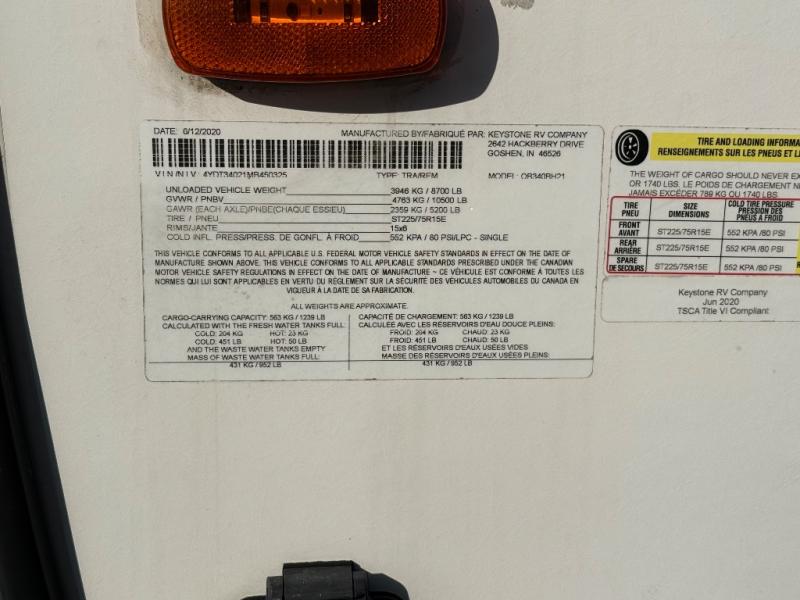 DATE: 6/12/2020 MANUFACTURED BY/FABRIQUÉ PAR: KEYSTONE RV COMPANY
2642 HACKBERRY DRIVE
GOSHEN, IN 46526
V I N /N I V: 4YDT34021MB450325 TYPE: TRA/REM MODEL: OB340BH21
UNLOADED VEHICLE WEIGHT 3946 KG / 8700 LB
GVWR / PNBV 4763 KG / 10500 LB
GAWR (EACH AXLE)/PNBE(CHAQUE ESSIEU) 2359 KG / 5200 LB
TIRE / PNEU ST225/75R15E
RIMS/JANTE 15x6
COLD INFL. PRESS/PRESS. DE GONFL. À FROID 552 KPA / 80 PSI/LPC - SINGLE
THIS VEHICLE CONFORMS TO ALL APPLICABLE U.S. FEDERAL MOTOR VEHICLE SAFETY STANDARDS IN EFFECT ON THE DATE OF
MANUFACTURE SHOWN ABOVE. THIS VEHICLE CONFORMS TO ALL APPLICABLE STANDARDS PRESCRIBED UNDER THE CANADIAN
MOTOR VEHICLE SAFETY REGULATIONS IN EFFECT ON THE DATE OF MANUFACTURE ~ CE VÉHICULE EST CONFORME À TOUTES LES
NORMES QUI LUI SONT APPLICABLES EN VERTU DU RÈGLEMENT SUR LA SÉCURITÉ DES VÉHICULES AUTOMOBILES DU CANADA EN
VIGUEUR À LA DATE DE SA FABRICATION.
ALL WEIGHTS ARE APPROXIMATE.
CARGO-CARRYING CAPACITY: 563 KG / 1239 LB
CALCULATED WITH THE FRESH WATER TANKS FULL:
COLD: 204 KG HOT: 23 KG
COLD: 451 LB HOT: 50 LB
AND THE WASTE WATER TANKS EMPTY
MASS OF WASTE WATER TANKS FULL:
431 KG / 952 LB
CAPACITÉ DE CHARGEMENT: 563 KG / 1239 LB
CALCULÉE AVEC LES RÉSERVOIRS D'EAU DOUCE PLEINS:
FROID: 204 KG CHAUD: 23 KG
FROID: 451 LB CHAUD: 50 LB
ET LES RÉSERVOIRS D'EAUX USÉES VIDES
MASSE DES RÉSERVOIRS D'EAUX USÉES PLEINS:
431 KG / 952 LB
TIRE AND LOADING INFORMA
RENSEIGNEMENTS SUR LES PNEUS ET L
THE WEIGHT OF CARGO SHOULD NEVER EX
OR 1740 LBS. LE POIDS DE CHARGEMENT NE
JAMAIS EXCÉDER 789 KG OU 1740 LBS.
TIRE PNEU SIZE DIMENSIONS COLD TIRE PRESSURE PRESSION DES PNEUS A FROID
FRONT AVANT ST225/75R15E 552 KPA /80 PSI
REAR ARRIÈRE ST225/75R15E 552 KPA /80 PSI
SPARE DE SECOURS ST225/75R15E 552 KPA /80 PSI
Keystone RV Company
Jun 2020
TSCA Title VI Compliant